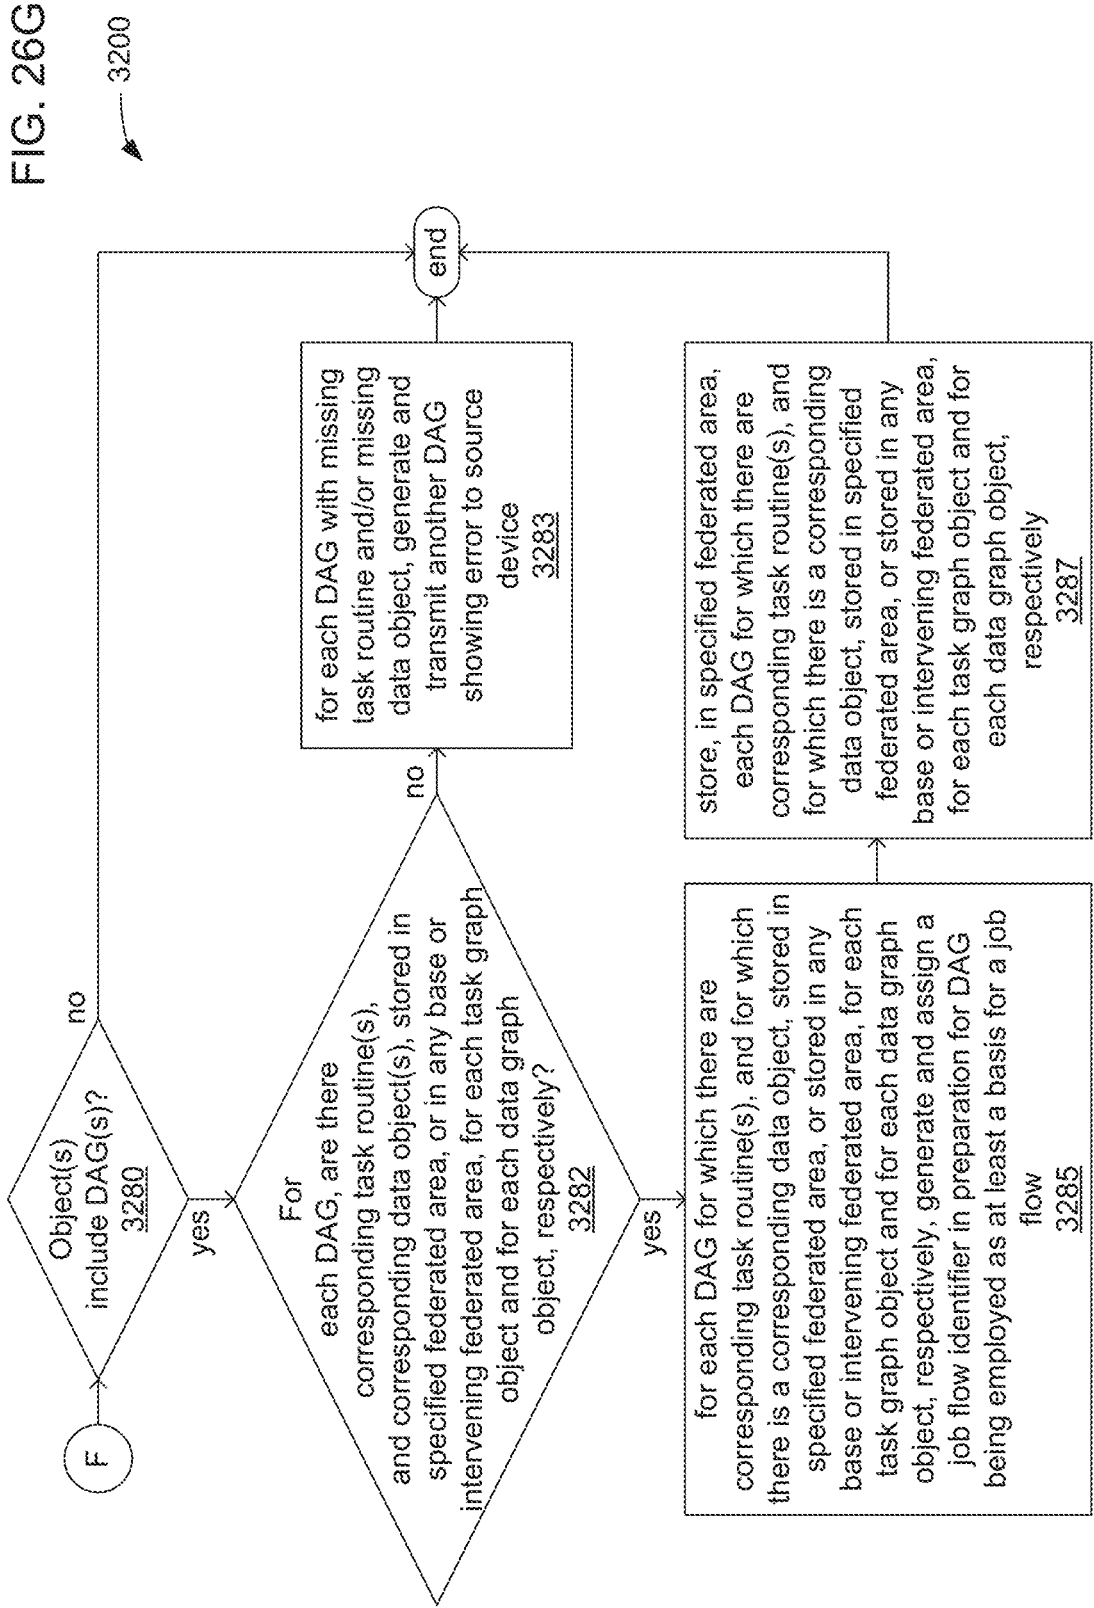 FIG. 26G
3200
F
Object(s)
include DAG(s)?
3280
no
yes
For
each DAG, are there
corresponding task routine(s),
and corresponding data object(s), stored in
specified federated area, or in any base or
intervening federated area, for each task graph
object and for each data graph
object, respectively?
3282
no
yes
for each DAG with missing
task routine and/or missing
data object, generate and
transmit another DAG
showing error to source
device
3283
end
for each DAG for which there are
corresponding task routine(s), and for which
there is a corresponding data object, stored in
specified federated area, or stored in any
base or intervening federated area, for each
task graph object and for each data graph
object, respectively, generate and assign a
job flow identifier in preparation for DAG
being employed as at least a basis for a job
flow
3285
store, in specified federated area,
each DAG for which there are
corresponding task routine(s), and
for which there is a corresponding
data object, stored in specified
federated area, or stored in any
base or intervening federated area,
for each task graph object and for
each data graph object,
respectively
3287